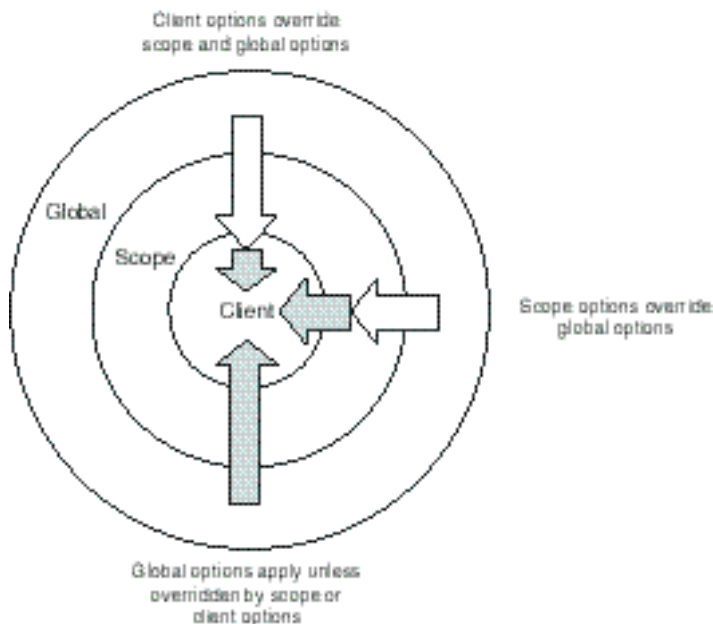 Client options override
scope and global options
Global
Scope
Client
Scope options override
global options
Global options apply unless
overridden by scope or
client options